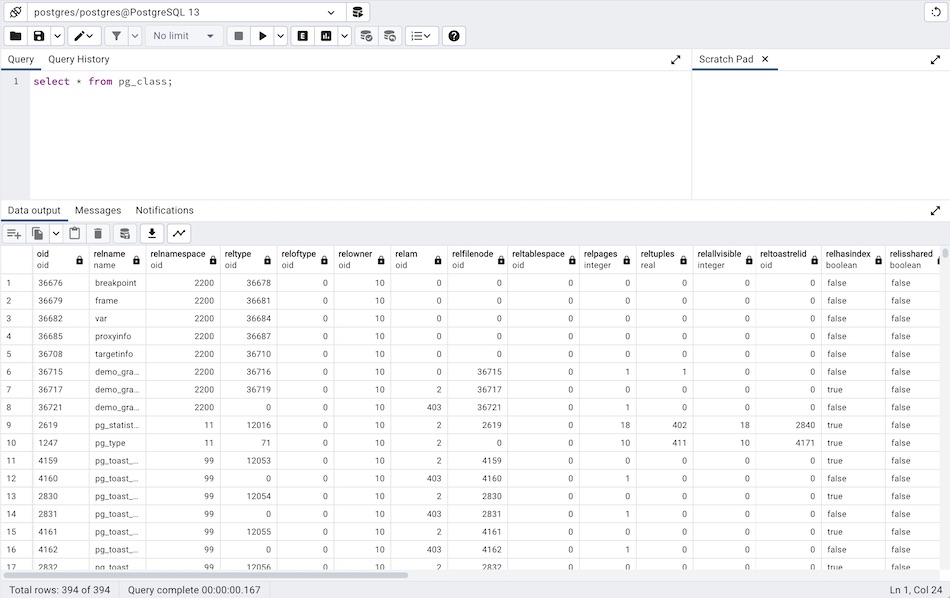 postgres/postgres@PostgreSQL 13
No limit
E
Query Query History Scratch Pad
1 select * from pg_class;
Data output Messages Notifications
oid relname relnamespace reltype reloftype relowner relam relfilenode reltablespace relpages reltuples relallvisible reltoastrelid relhasindex relisshared
oid name oid oid oid oid oid oid oid integer real integer oid boolean boolean
1 36676 breakpoint 2200 36678 0 10 0 0 0 0 0 0 0 false false
2 36679 frame 2200 36681 0 10 0 0 0 0 0 0 0 false false
3 36682 var 2200 36684 0 10 0 0 0 0 0 0 0 false false
4 36685 proxyinfo 2200 36687 0 10 0 0 0 0 0 0 0 false false
5 36708 targetinfo 2200 36710 0 10 0 0 0 0 0 0 0 false false
6 36715 demo_gra... 2200 36716 0 10 0 36715 0 1 1 0 0 false false
7 36717 demo_gra... 2200 36719 0 10 2 36717 0 0 0 0 0 true false
8 36721 demo_gra... 2200 0 0 10 403 36721 0 1 0 0 0 false false
9 2619 pg_statist... 11 12016 0 10 2 2619 0 18 402 18 2840 true false
10 1247 pg_type 11 71 0 10 2 0 0 10 411 10 4171 true false
11 4159 pg_toast_... 99 12053 0 10 2 4159 0 0 0 0 0 true false
12 4160 pg_toast_... 99 0 0 10 403 4160 0 1 0 0 0 false false
13 2830 pg_toast_... 99 12054 0 10 2 2830 0 0 0 0 0 true false
14 2831 pg_toast_... 99 0 0 10 403 2831 0 1 0 0 0 false false
15 4161 pg_toast_... 99 12055 0 10 2 4161 0 0 0 0 0 true false
16 4162 pg_toast_... 99 0 0 10 403 4162 0 1 0 0 0 false false
17 2832 pg_toast 99 12056 0 10 2 2832 0 0 0 0 0 true false
Total rows: 394 of 394 Query complete 00:00:00.167 Ln 1, Col 24